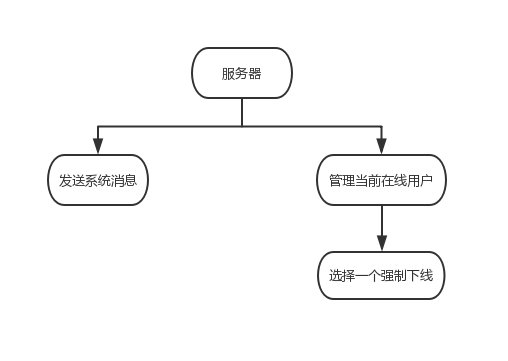 服务器
发送系统消息
管理当前在线用户
选择一个强制下线